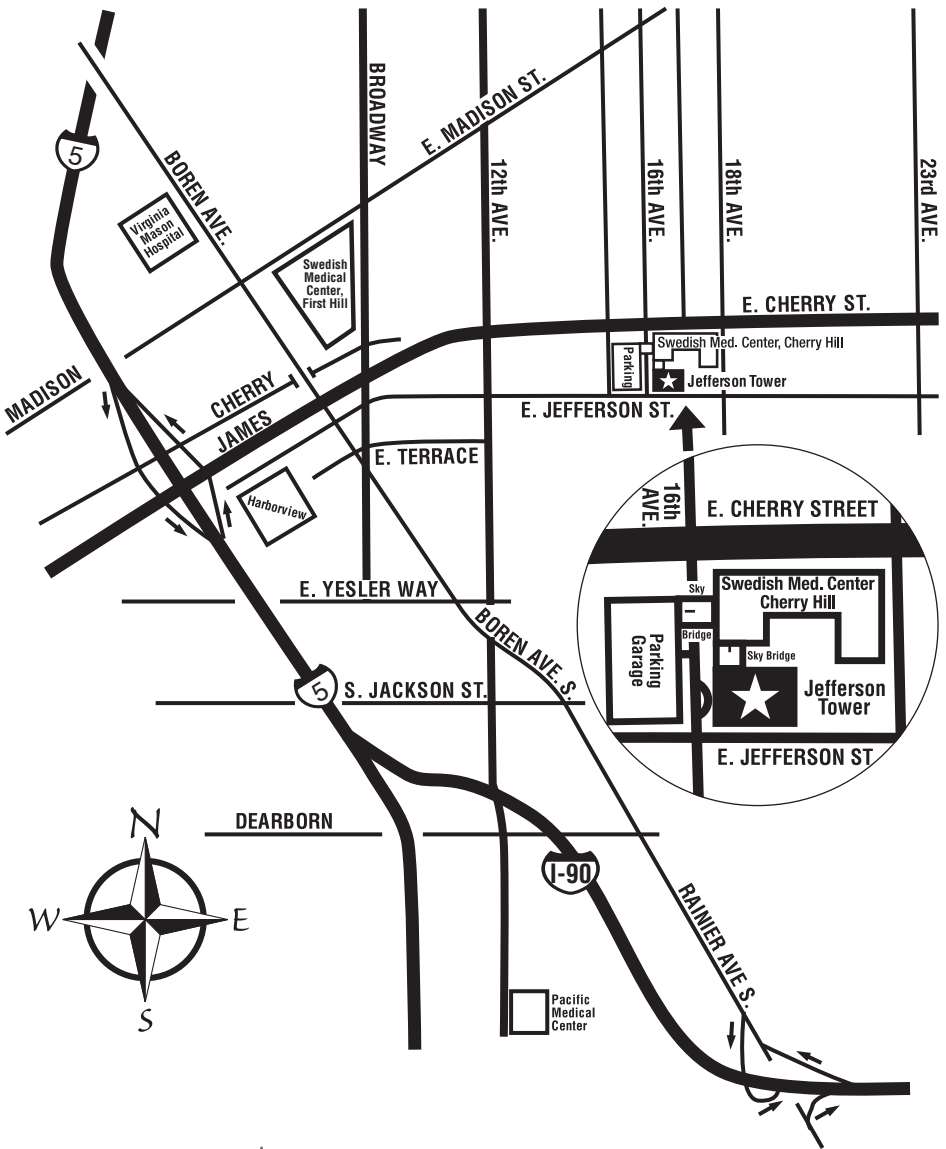 BROADWAY
E. MADISON ST.
5
BOREN AVE.
12th AVE.
16th AVE.
18th AVE.
23rd AVE.
Virginia
Mason
Hospital
Swedish
Medical
Center,
First Hill
E. CHERRY ST.
Swedish Med. Center, Cherry Hill
Parking
Jefferson Tower
MADISON
CHERRY
JAMES
E. JEFFERSON ST.
E. TERRACE
Harborview
16th
AVE.
E. CHERRY STREET
Sky
Bridge
Swedish Med. Center
Cherry Hill
Parking
Garage
Sky Bridge
Jefferson
Tower
E. JEFFERSON ST
E. YESLER WAY
BOREN AVE. S.
5
S. JACKSON ST.
DEARBORN
I-90
RAINIER AVE S.
N
W
E
S
Pacific
Medical
Center